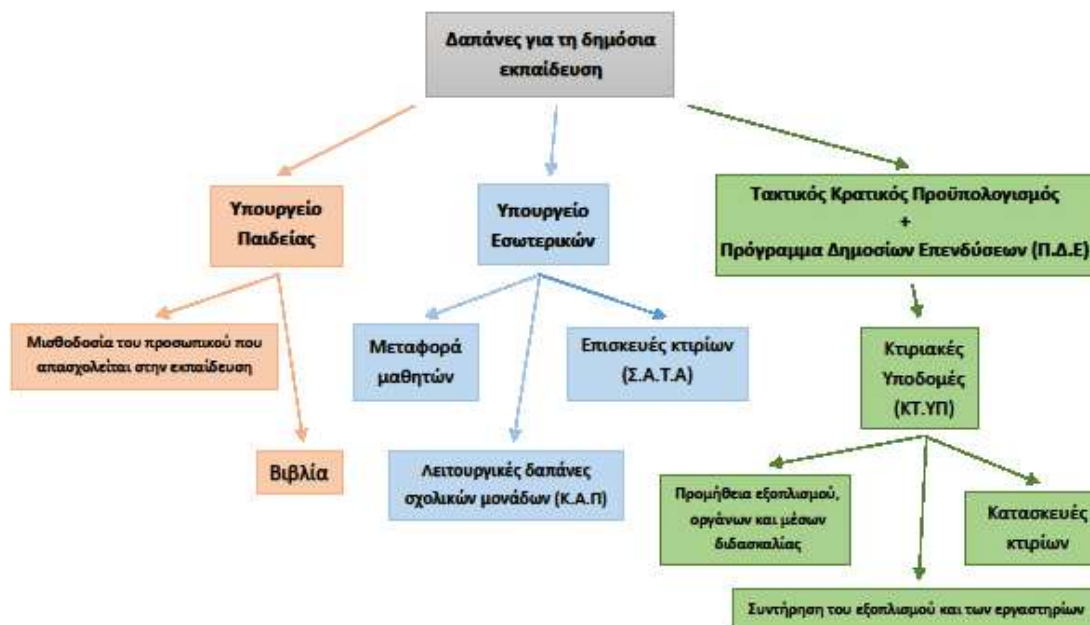 Δαπάνες για τη δημόσια
εκπαίδευση
Υπουργείο
Παιδείας
Υπουργείο
Εσωτερικών
Τακτικός Κρατικός Προϋπολογισμός
+
Πρόγραμμα Δημοσίων Επενδύσεων (Π.Δ.Ε)
Μισθοδοσία του προσωπικού που
απασχολείται στην εκπαίδευση
Βιβλία
Μεταφορά
μαθητών
Επισκευές κτιρίων
(Σ.Α.Τ.Α)
Λειτουργικές δαπάνες
σχολικών μονάδων (Κ.Α.Π)
Κτιριακές
Υποδομές
(ΚΤ.ΥΠ)
Προμήθεια εξοπλισμού,
οργάνων και μέσων
διδασκαλίας
Κατασκευές
κτιρίων
Συντήρηση του εξοπλισμού και των εργαστηρίων